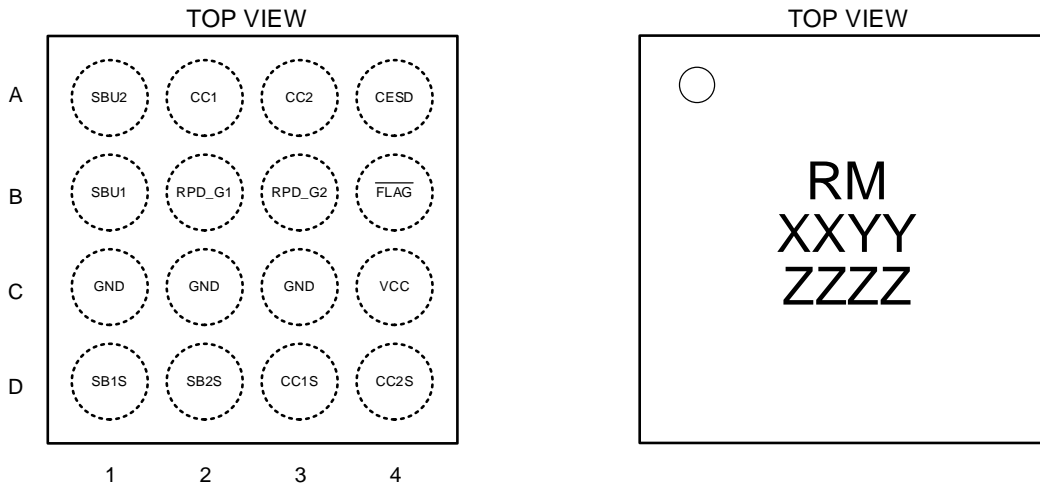 TOP VIEW
A SBU2 CC1 CC2 CESD
B SBU1 RPD_G1 RPD_G2 FLAG
C GND GND GND VCC
D SB1S SB2S CC1S CC2S
1 2 3 4
TOP VIEW
RM
XXYY
ZZZZ